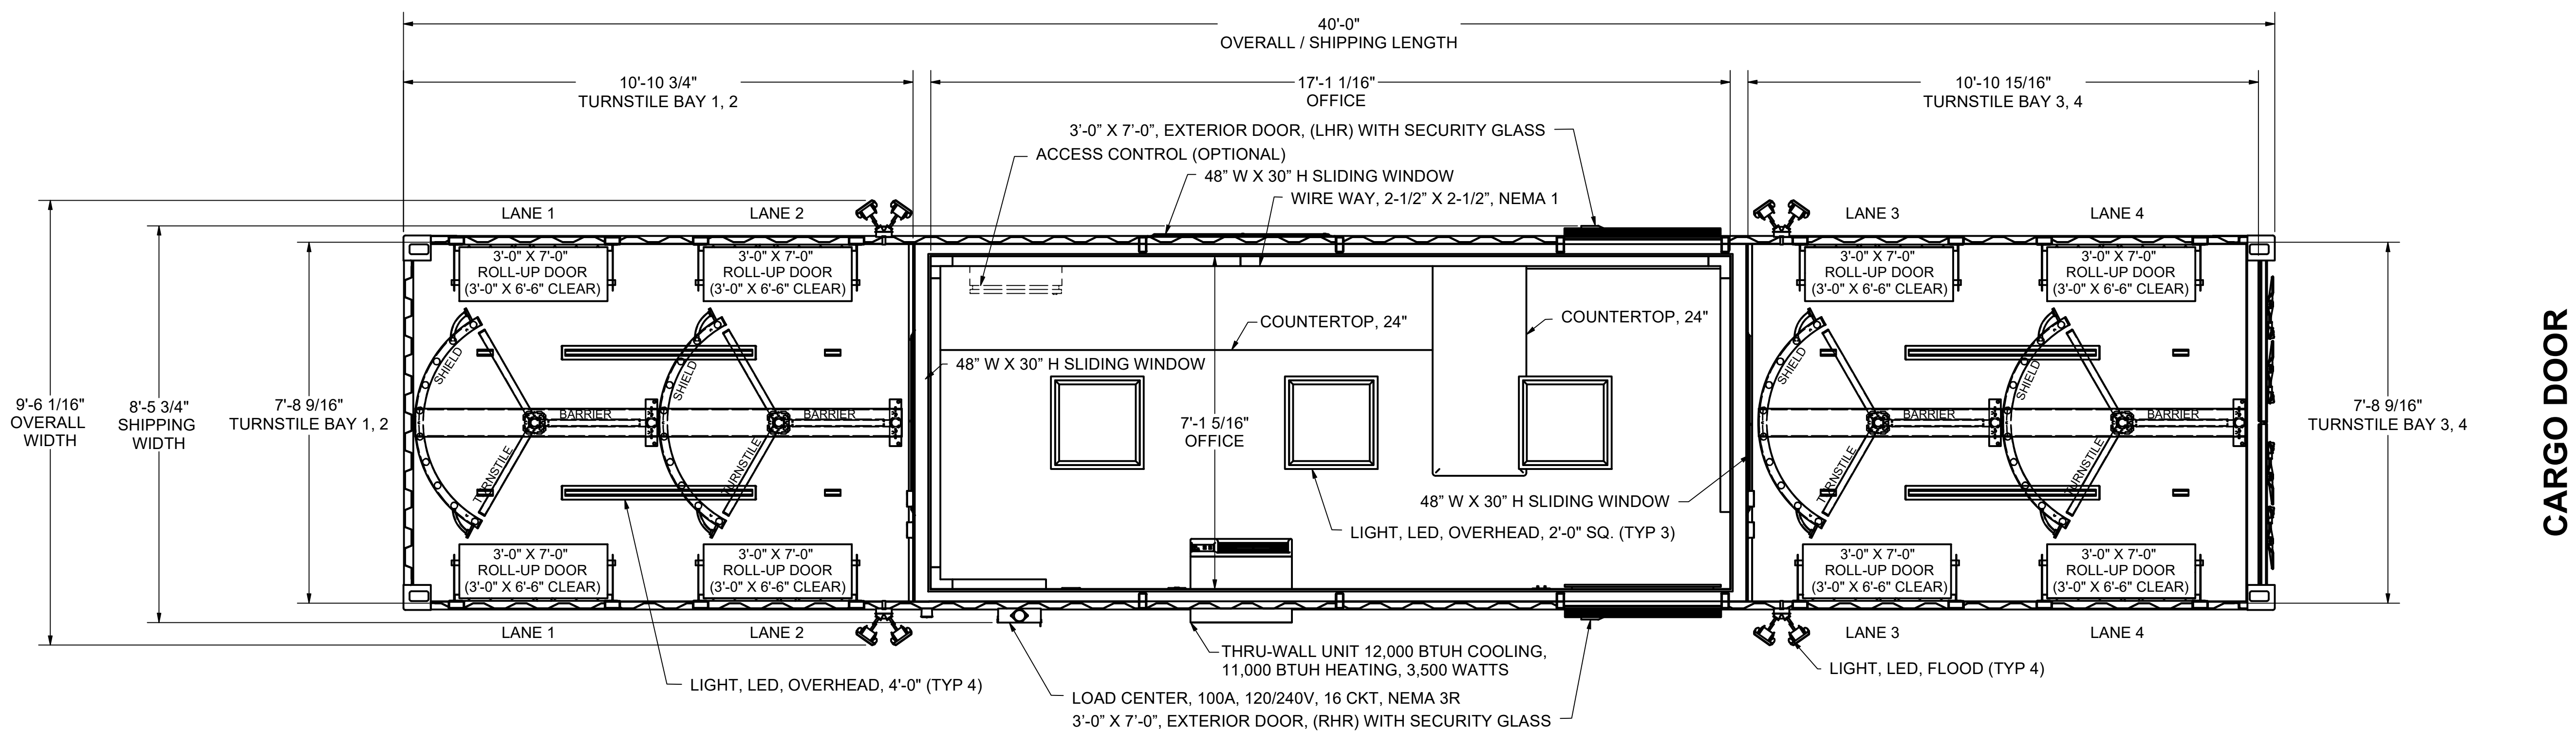 40'-0"
OVERALL / SHIPPING LENGTH
10'-10 3/4"
TURNSTILE BAY 1, 2
17'-1 1/16"
OFFICE
10'-10 15/16"
TURNSTILE BAY 3, 4
3’-0” X 7’-0”, EXTERIOR DOOR, (LHR) WITH SECURITY GLASS
ACCESS CONTROL (OPTIONAL)
48” W X 30” H SLIDING WINDOW
WIRE WAY, 2-1/2” X 2-1/2”, NEMA 1
LANE 1
LANE 2
LANE 3
LANE 4
3'-0" X 7'-0"
ROLL-UP DOOR
(3'-0" X 6'-6" CLEAR)
3'-0" X 7'-0"
ROLL-UP DOOR
(3'-0" X 6'-6" CLEAR)
3'-0" X 7'-0"
ROLL-UP DOOR
(3'-0" X 6'-6" CLEAR)
3'-0" X 7'-0"
ROLL-UP DOOR
(3'-0" X 6'-6" CLEAR)
COUNTERTOP, 24"
COUNTERTOP, 24"
48” W X 30” H SLIDING WINDOW
9'-6 1/16"
OVERALL
WIDTH
8'-5 3/4"
SHIPPING
WIDTH
7'-8 9/16"
TURNSTILE BAY 1, 2
SHIELD
BARRIER
TURNSTILE
SHIELD
BARRIER
TURNSTILE
7'-1 5/16"
OFFICE
SHIELD
BARRIER
TURNSTILE
SHIELD
BARRIER
TURNSTILE
7'-8 9/16"
TURNSTILE BAY 3, 4
CARGO DOOR
48” W X 30” H SLIDING WINDOW
LIGHT, LED, OVERHEAD, 2'-0" SQ. (TYP 3)
3'-0" X 7'-0"
ROLL-UP DOOR
(3'-0" X 6'-6" CLEAR)
3'-0" X 7'-0"
ROLL-UP DOOR
(3'-0" X 6'-6" CLEAR)
3'-0" X 7'-0"
ROLL-UP DOOR
(3'-0" X 6'-6" CLEAR)
3'-0" X 7'-0"
ROLL-UP DOOR
(3'-0" X 6'-6" CLEAR)
LANE 1
LANE 2
LANE 3
LANE 4
THRU-WALL UNIT 12,000 BTUH COOLING,
11,000 BTUH HEATING, 3,500 WATTS
LIGHT, LED, FLOOD (TYP 4)
LIGHT, LED, OVERHEAD, 4'-0" (TYP 4)
LOAD CENTER, 100A, 120/240V, 16 CKT, NEMA 3R
3’-0” X 7’-0”, EXTERIOR DOOR, (RHR) WITH SECURITY GLASS